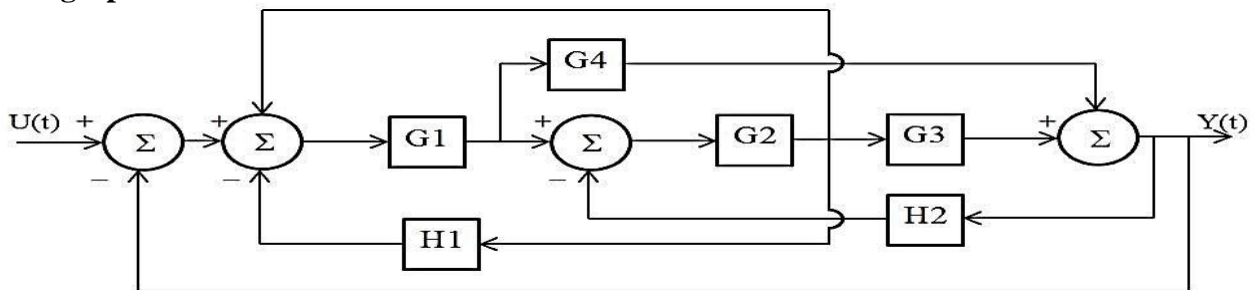 G4
U(t) + Σ + Σ G1 + Σ G2 G3 + Σ Y(t)
− − −
H1 H2